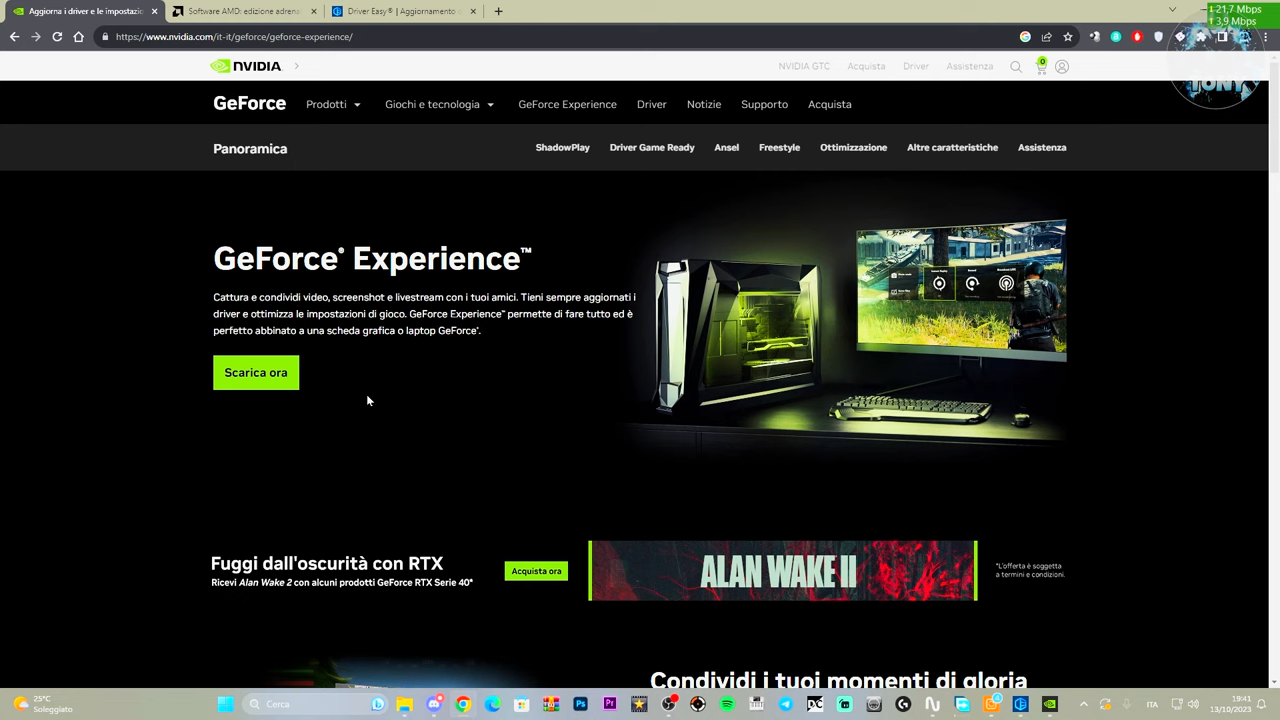 Aggiorna i driver e le impostazio
Software AMD: edizione adrena
Driver Easy® | Aggiornamento d
21,7 Mbps
3,9 Mbps
https://www.nvidia.com/it-it/geforce/geforce-experience/
NVIDIA
NVIDIA GTC
Acquista
Driver
Assistenza
0
TONY
GeForce
Prodotti
Giochi e tecnologia
GeForce Experience
Driver
Notizie
Supporto
Acquista
Panoramica
ShadowPlay
Driver Game Ready
Ansel
Freestyle
Ottimizzazione
Altre caratteristiche
Assistenza
GeForce® Experience™
Cattura e condividi video, screenshot e livestream con i tuoi amici. Tieni sempre aggiornati i
driver e ottimizza le impostazioni di gioco. GeForce Experience™ permette di fare tutto ed è
perfetto abbinato a una scheda grafica o laptop GeForce®.
Scarica ora
Fuggi dall'oscurità con RTX
Ricevi Alan Wake 2 con alcuni prodotti GeForce RTX Serie 40*
Acquista ora
ALAN WAKE II
*L'offerta è soggetta
a termini e condizioni.
Condividi i tuoi momenti di gloria
25°C
Soleggiato
Cerca
ITA
19:41
13/10/2023